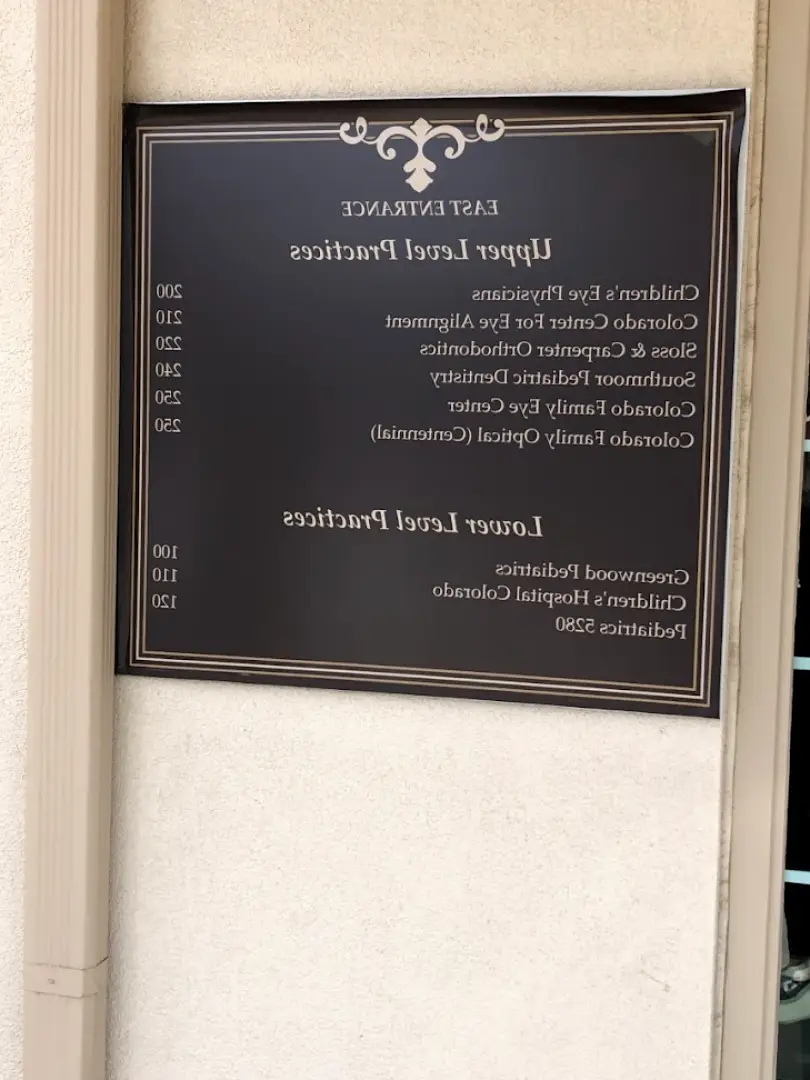 EAST ENTRANCE
Upper Level Practices
Children's Eye Physicians 200
Colorado Center For Eye Alignment 210
Sloss & Carpenter Orthodontics 220
Southmoor Pediatric Dentistry 240
Colorado Family Eye Center 250
Colorado Family Optical (Centennial) 250
Lower Level Practices
Greenwood Pediatrics 100
Children's Hospital Colorado 110
Pediatrics 5280 120